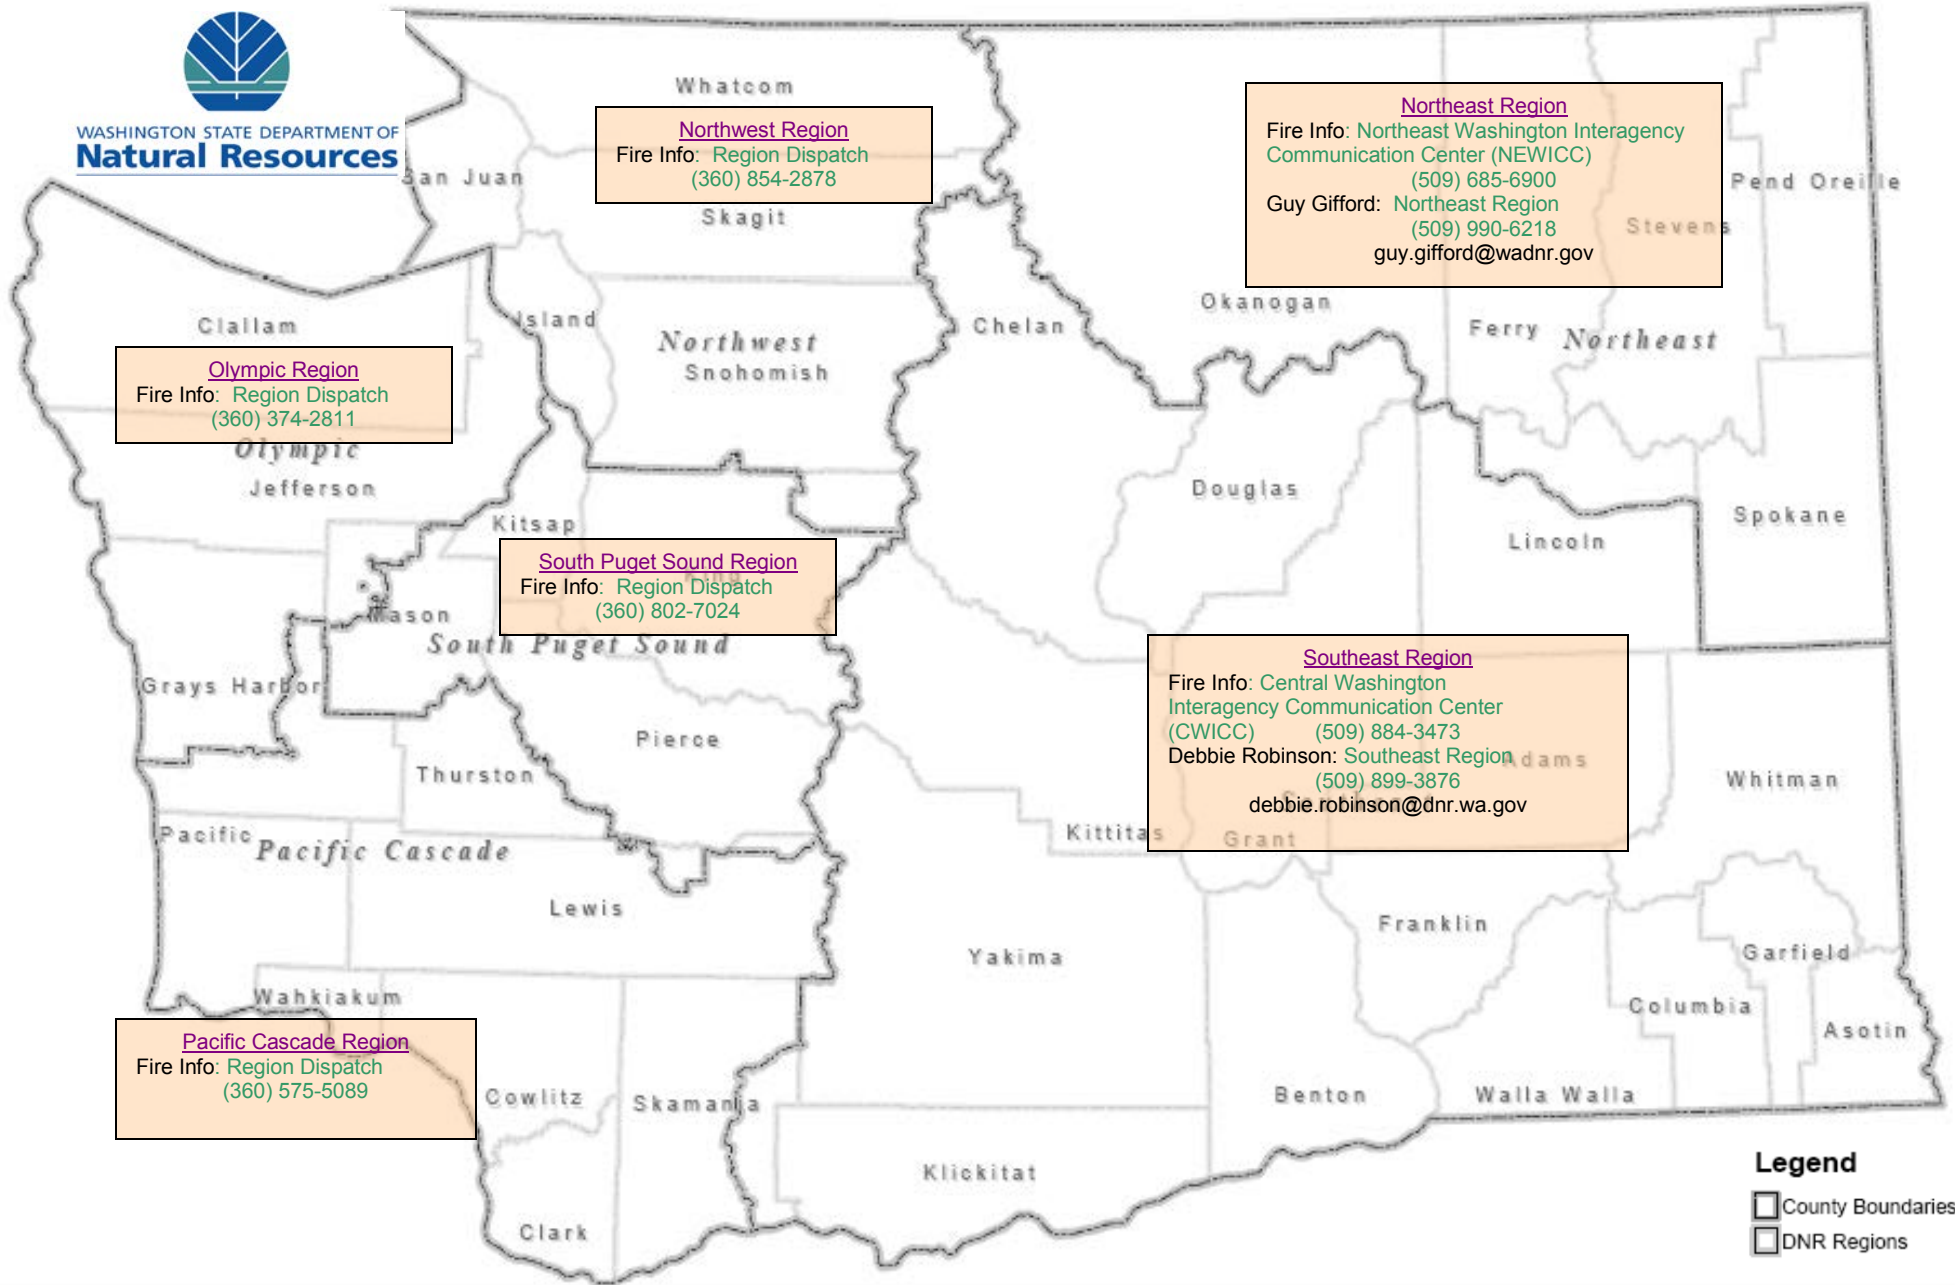 WASHINGTON STATE DEPARTMENT OF
Natural Resources
Whatcom
Northwest Region
Fire Info: Region Dispatch
(360) 854-2878
Skagit
San Juan
Island
Northwest
Snohomish
Northeast Region
Fire Info: Northeast Washington Interagency
Communication Center (NEWICC)
(509) 685-6900
Guy Gifford: Northeast Region
(509) 990-6218
guy.gifford@wadnr.gov
Pend Oreille
Stevens
Okanogan
Ferry
Northeast
Chelan
Clallam
Olympic Region
Fire Info: Region Dispatch
(360) 374-2811
Olympic
Jefferson
Kitsap
Douglas
Lincoln
Spokane
South Puget Sound Region
Fire Info: Region Dispatch
(360) 802-7024
King
Mason
South Puget Sound
Grays Harbor
Pierce
Thurston
Southeast Region
Fire Info: Central Washington
Interagency Communication Center
(CWICC) (509) 884-3473
Debbie Robinson: Southeast Region
(509) 899-3876
debbie.robinson@dnr.wa.gov
Adams
Whitman
Kittitas
Grant
Pacific
Pacific Cascade
Lewis
Yakima
Franklin
Garfield
Columbia
Asotin
Wahkiakum
Pacific Cascade Region
Fire Info: Region Dispatch
(360) 575-5089
Cowlitz
Skamania
Benton
Walla Walla
Klickitat
Clark
Legend
County Boundaries
DNR Regions